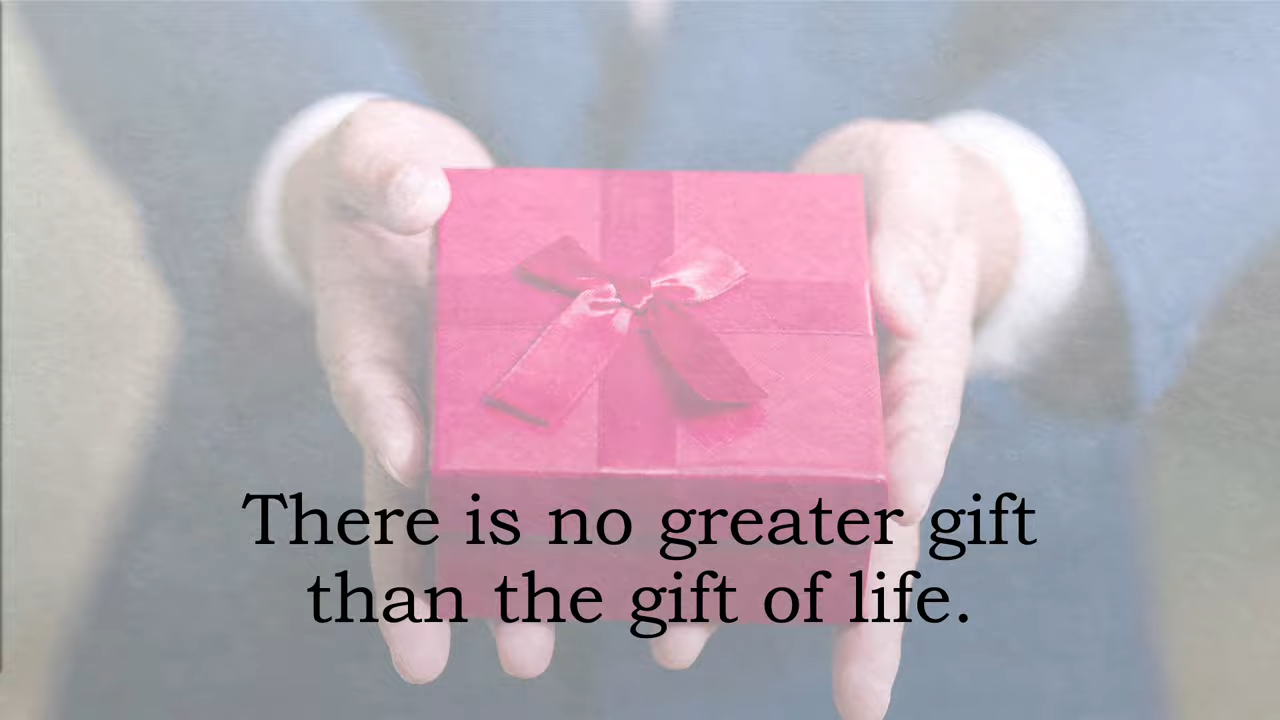 There is no greater gift
than the gift of life.